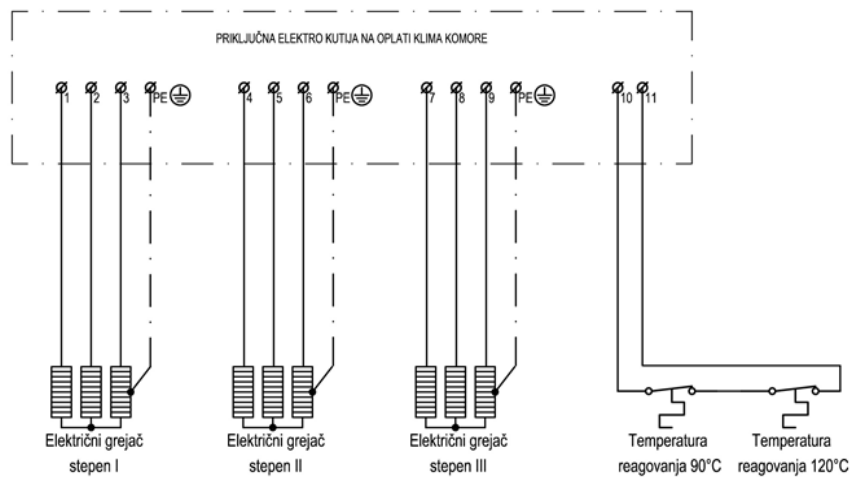 PRIKLJUČNA ELEKTRO KUTIJA NA OPLATI KLIMA KOMORE
1 2 3 PE 4 5 6 PE 7 8 9 PE 10 11
Električni grejač
stepen I
Električni grejač
stepen II
Električni grejač
stepen III
Temperatura
reagovanja 90°C
Temperatura
reagovanja 120°C